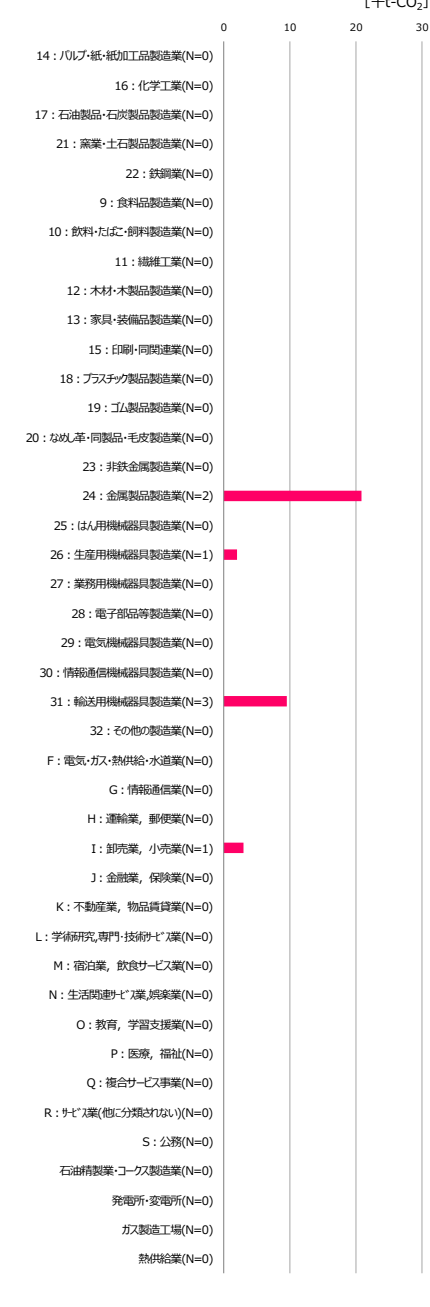 [千t-CO₂]
0 10 20 30
14：パルプ・紙・紙加工品製造業(N=0)
16：化学工業(N=0)
17：石油製品・石炭製品製造業(N=0)
21：窯業・土石製品製造業(N=0)
22：鉄鋼業(N=0)
9：食料品製造業(N=0)
10：飲料・たばこ・飼料製造業(N=0)
11：繊維工業(N=0)
12：木材・木製品製造業(N=0)
13：家具・装備品製造業(N=0)
15：印刷・同関連業(N=0)
18：プラスチック製品製造業(N=0)
19：ゴム製品製造業(N=0)
20：なめし革・同製品・毛皮製造業(N=0)
23：非鉄金属製造業(N=0)
24：金属製品製造業(N=2)
25：はん用機械器具製造業(N=0)
26：生産用機械器具製造業(N=1)
27：業務用機械器具製造業(N=0)
28：電子部品等製造業(N=0)
29：電気機械器具製造業(N=0)
30：情報通信機械器具製造業(N=0)
31：輸送用機械器具製造業(N=3)
32：その他の製造業(N=0)
F：電気・ガス・熱供給・水道業(N=0)
G：情報通信業(N=0)
H：運輸業，郵便業(N=0)
I：卸売業，小売業(N=1)
J：金融業，保険業(N=0)
K：不動産業，物品賃貸業(N=0)
L：学術研究,専門・技術ｻｰﾋﾞｽ業(N=0)
M：宿泊業，飲食サービス業(N=0)
N：生活関連ｻｰﾋﾞｽ業,娯楽業(N=0)
O：教育，学習支援業(N=0)
P：医療，福祉(N=0)
Q：複合サービス事業(N=0)
R：ｻｰﾋﾞｽ業(他に分類されない)(N=0)
S：公務(N=0)
石油精製業・コークス製造業(N=0)
発電所・変電所(N=0)
ガス製造工場(N=0)
熱供給業(N=0)